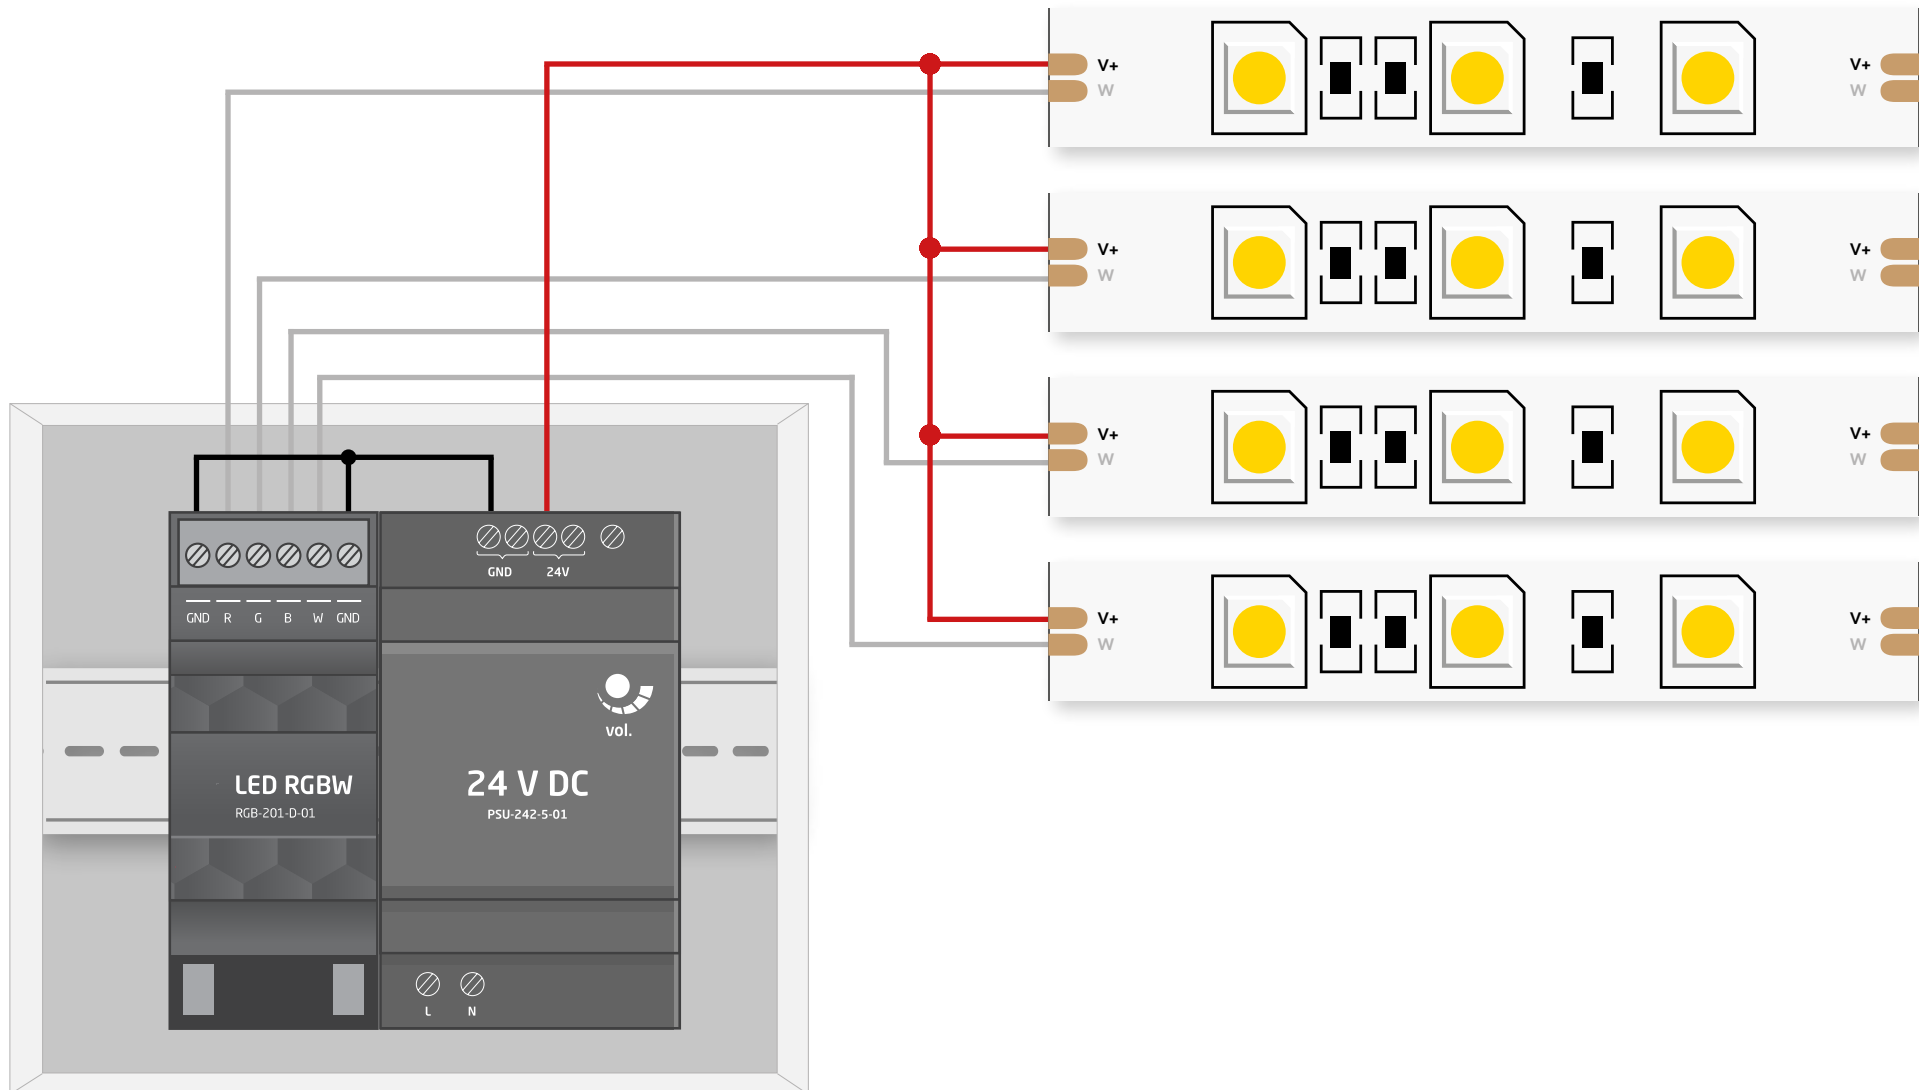 V+ V+
W W
V+ V+
W W
V+ V+
W W
V+ V+
W W
GND 24V
GND R G B W GND
vol.
LED RGBW
RGB-201-D-01
24 V DC
PSU-242-5-01
L N